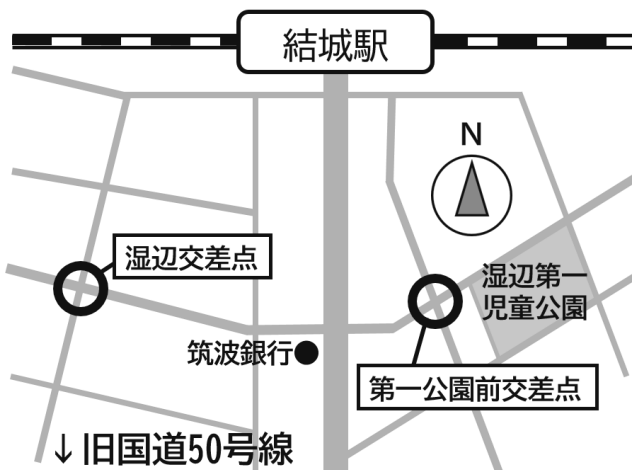 結城駅
N
湿辺交差点
湿辺第一
児童公園
筑波銀行
第一公園前交差点
↓旧国道50号線